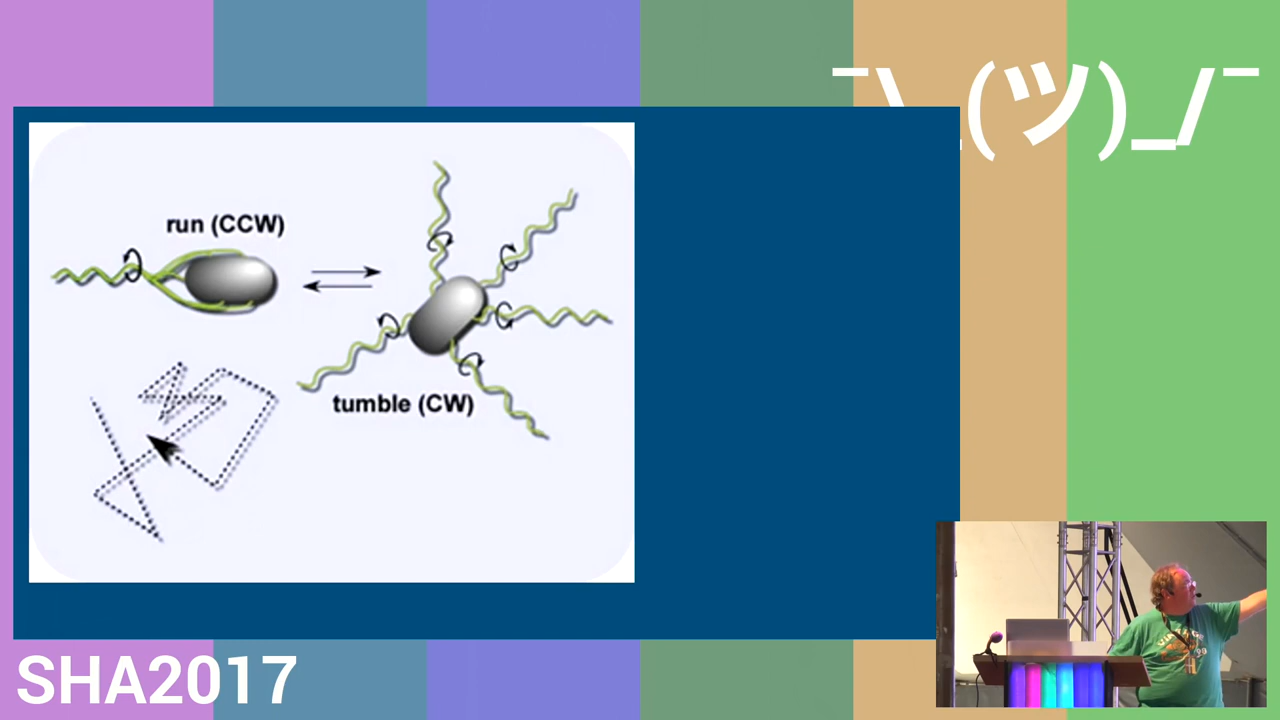 ¯\_(ツ)_/¯
run (CCW)
tumble (CW)
SHA2017